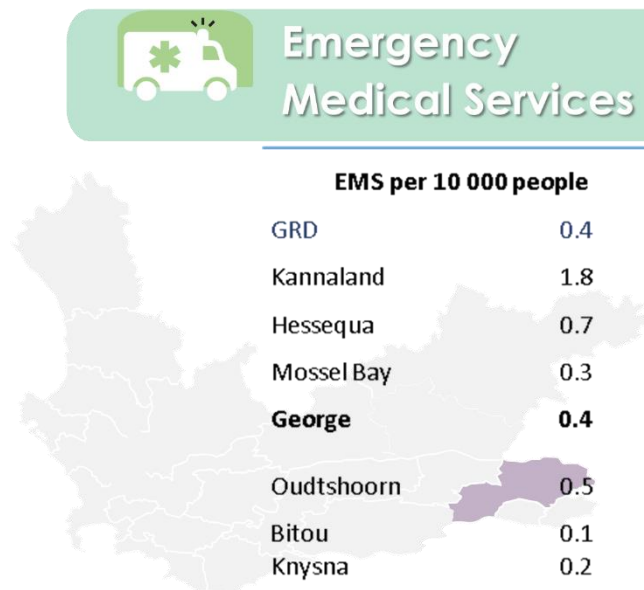 Emergency
Medical Services
EMS per 10 000 people
GRD 0.4
Kannaland 1.8
Hessequa 0.7
Mossel Bay 0.3
George 0.4
Oudtshoorn 0.5
Bitou 0.1
Knysna 0.2